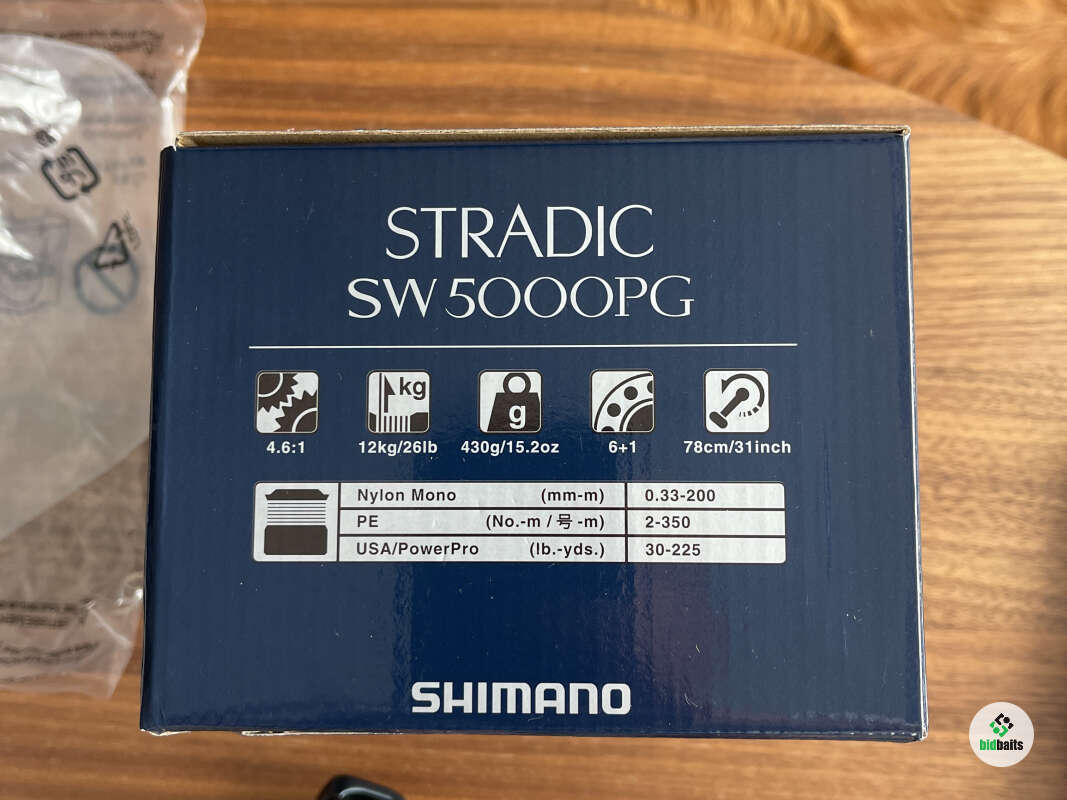 STRADIC
SW 5000PG
kg
g
4.6:1 12kg/26lb 430g/15.2oz 6+1 78cm/31inch
Nylon Mono (mm-m) 0.33-200
PE (No.-m / 号 -m) 2-350
USA/PowerPro (lb.-yds.) 30-225
SHIMANO
bidbaits